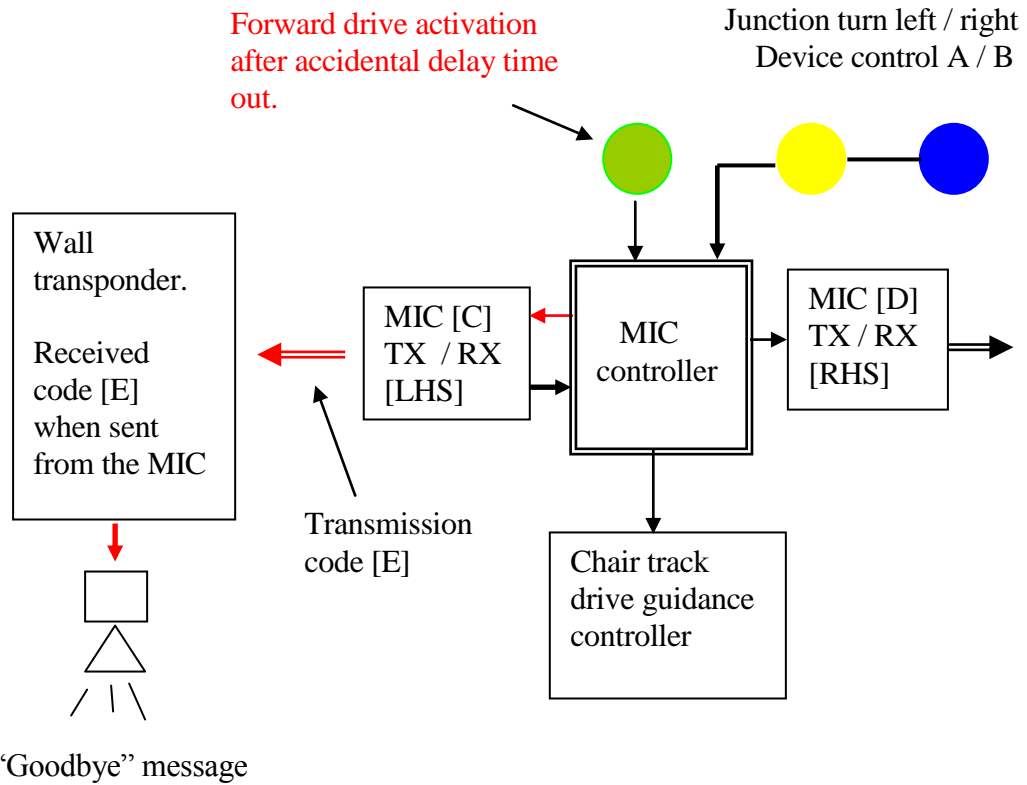 Forward drive activation
after accidental delay time
out.
Junction turn left / right
Device control A / B
Wall
transponder.
Received
code [E]
when sent
from the MIC
MIC [C]
TX / RX
[LHS]
MIC
controller
MIC [D]
TX / RX
[RHS]
Transmission
code [E]
Chair track
drive guidance
controller
“Goodbye” message